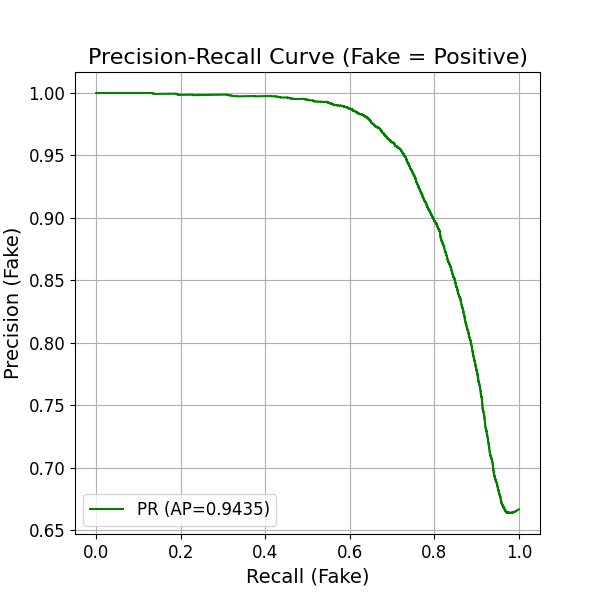 Precision-Recall Curve (Fake = Positive)
1.00
0.95
0.90
0.85
0.80
0.75
0.70
0.65
Precision (Fake)
PR (AP=0.9435)
0.0 0.2 0.4 0.6 0.8 1.0
Recall (Fake)